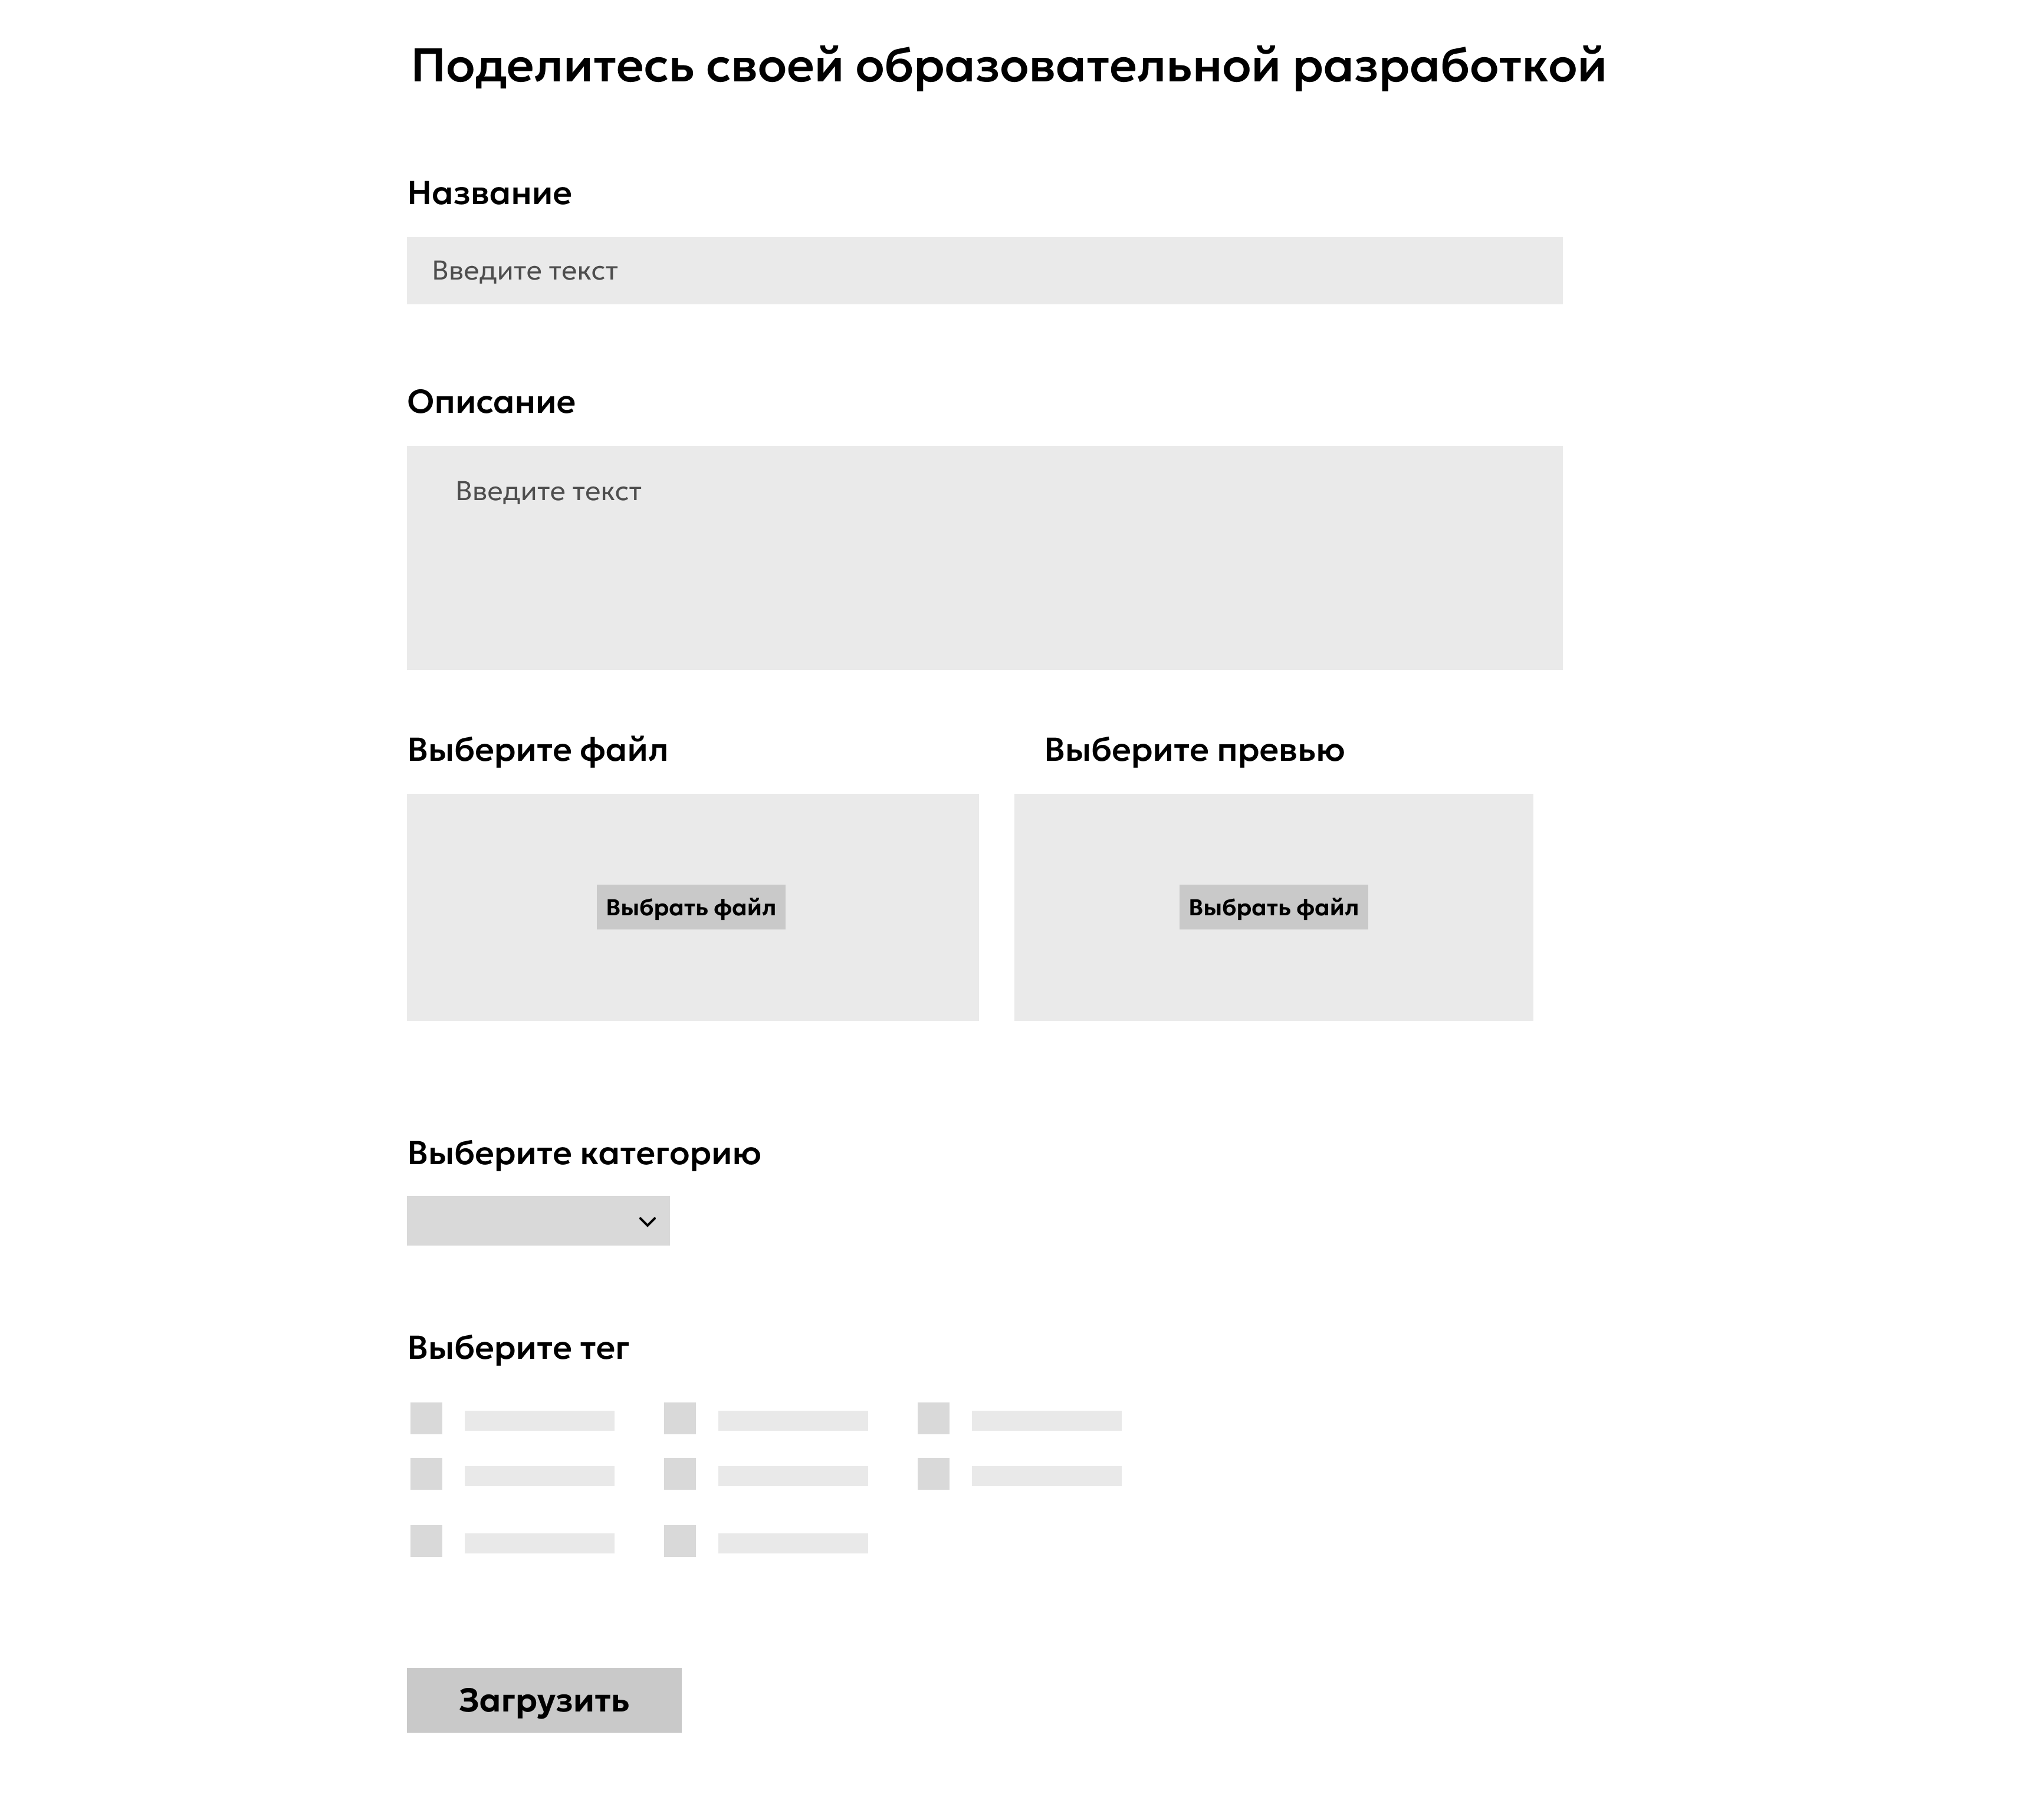 Поделитесь своей образовательной разработкой
Название
Введите текст
Описание
Введите текст
Выберите файл
Выберите превью
Выбрать файл
Выбрать файл
Выберите категорию
Выберите тег
Загрузить